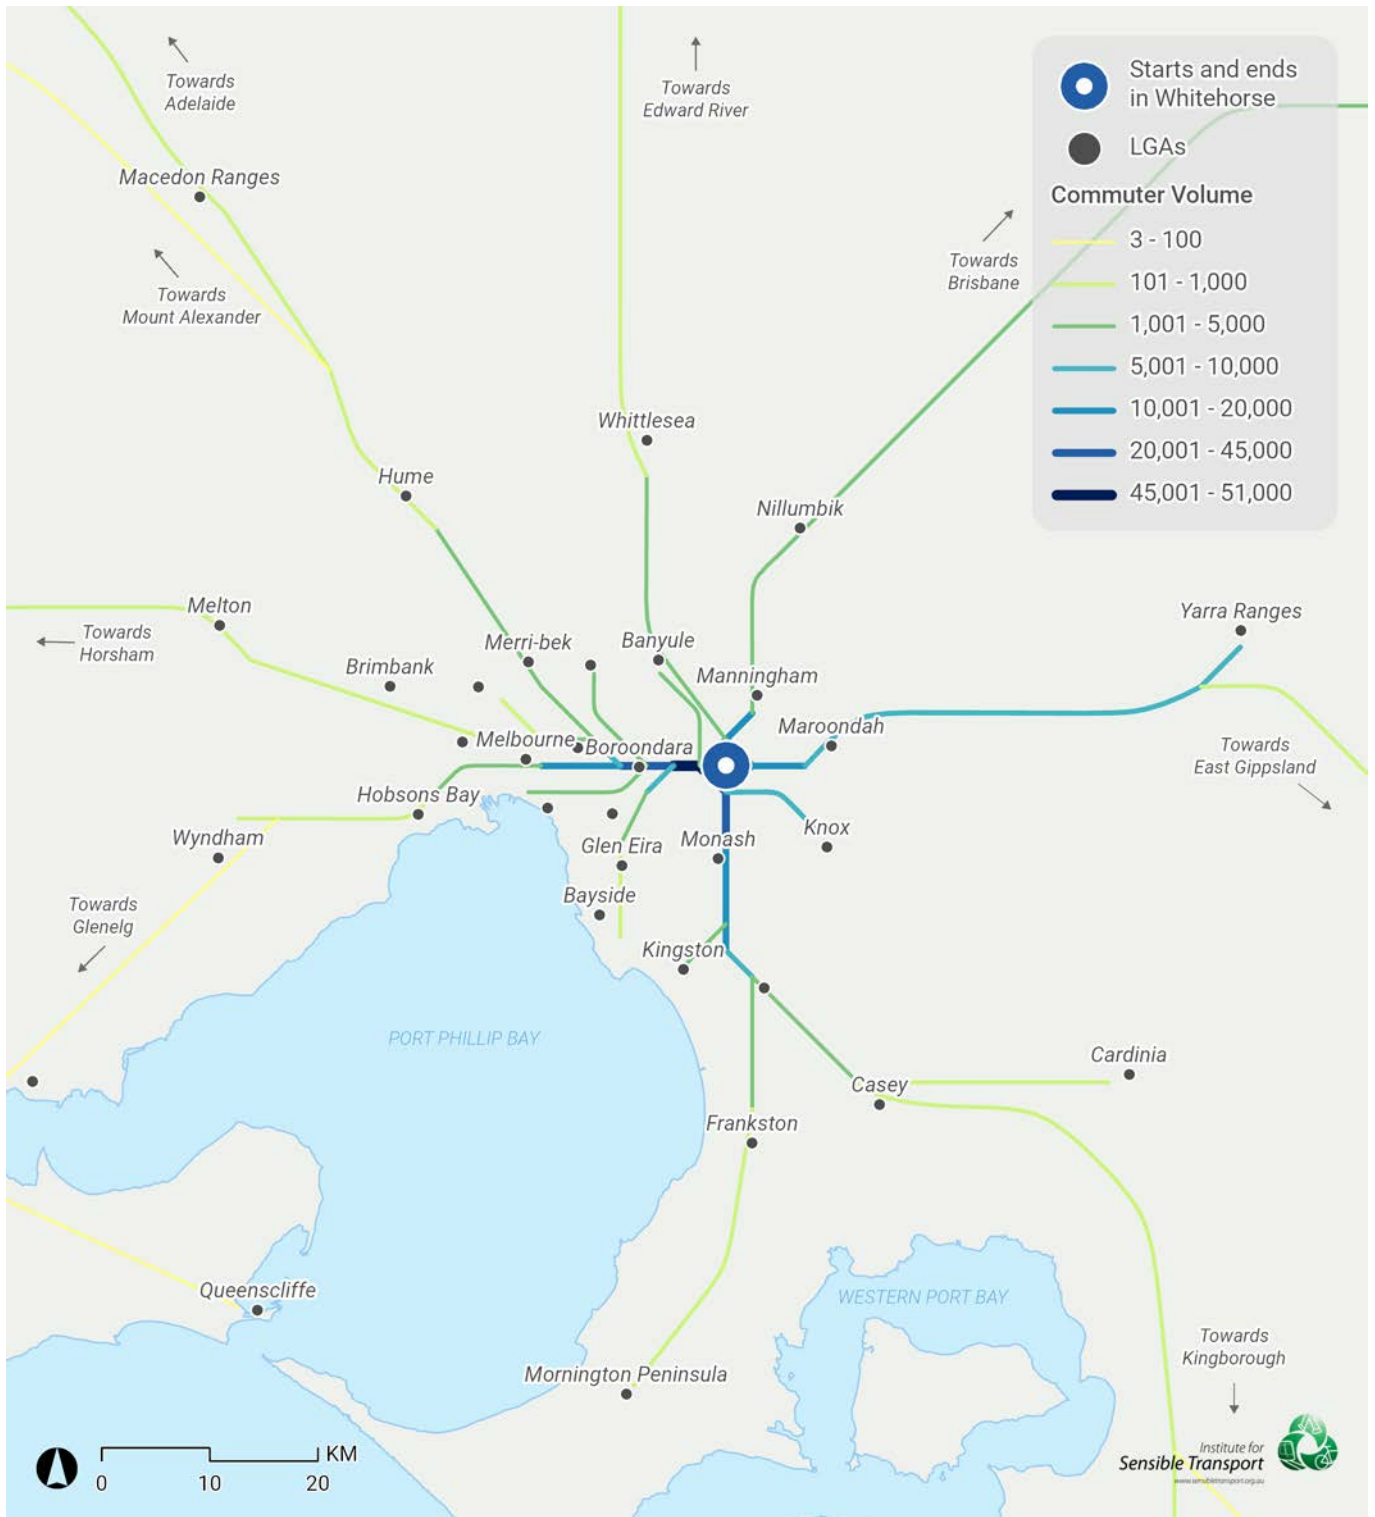 Towards
Adelaide
Towards
Edward River
Starts and ends
in Whitehorse
LGAs
Commuter Volume
3 - 100
101 - 1,000
1,001 - 5,000
5,001 - 10,000
10,001 - 20,000
20,001 - 45,000
45,001 - 51,000
Macedon Ranges
Towards
Mount Alexander
Towards
Brisbane
Whittlesea
Hume
Nillumbik
Melton
Towards
Horsham
Merri-bek
Banyule
Yarra Ranges
Brimbank
Manningham
Maroondah
Melbourne
Boroondara
Towards
East Gippsland
Hobsons Bay
Wyndham
Glen Eira
Monash
Knox
Bayside
Towards
Glenelg
Kingston
PORT PHILLIP BAY
Cardinia
Casey
Frankston
Queenscliffe
WESTERN PORT BAY
Towards
Kingborough
Mornington Peninsula
KM
0 10 20
Institute for
Sensible Transport
www.sensibletransport.org.au